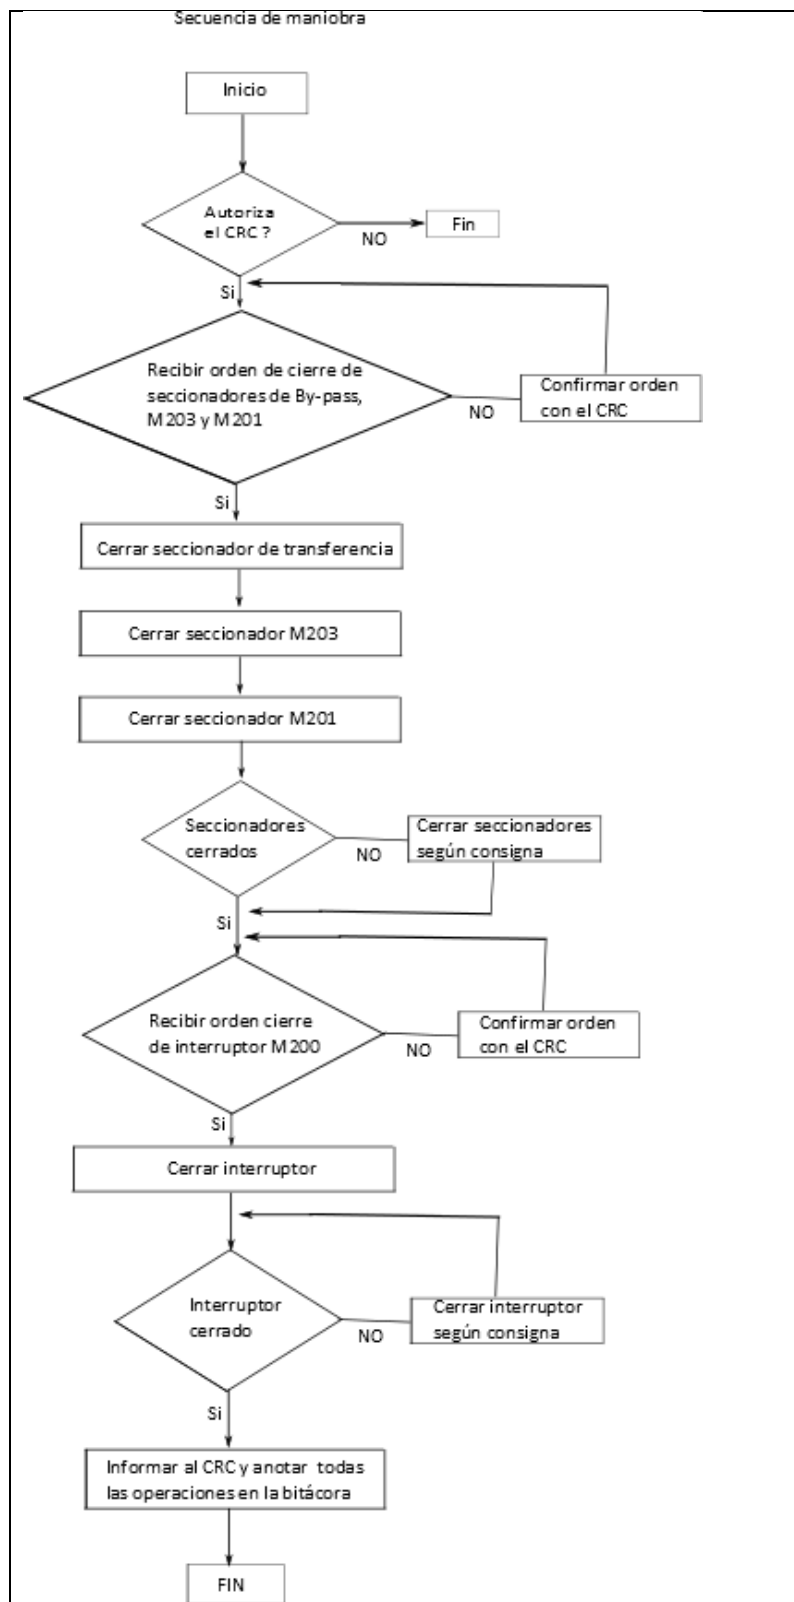 Secuencia de maniobra
Inicio
Autoriza
el CRC ?
NO
Fin
Si
Recibir orden de cierre de
seccionadores de By-pass,
M203 y M201
NO
Confirmar orden
con el CRC
Si
Cerrar seccionador de transferencia
Cerrar seccionador M203
Cerrar seccionador M201
Seccionadores
cerrados
NO
Cerrar seccionadores
según consigna
Si
Recibir orden cierre
de interruptor M200
NO
Confirmar orden
con el CRC
Si
Cerrar interruptor
Interruptor
cerrado
NO
Cerrar interruptor
según consigna
Si
Informar al CRC y anotar todas
las operaciones en la bitácora
FIN